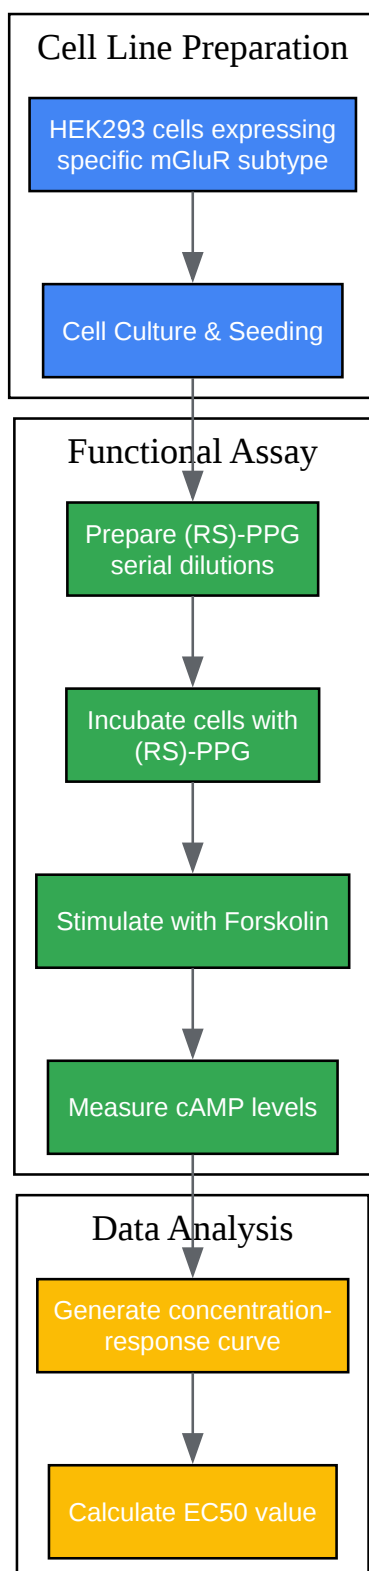 Cell Line Preparation
HEK293 cells expressing
specific mGluR subtype
Cell Culture & Seeding
Functional Assay
Prepare (RS)-PPG
serial dilutions
Incubate cells with
(RS)-PPG
Stimulate with Forskolin
Measure cAMP levels
Data Analysis
Generate concentration-
response curve
Calculate EC50 value